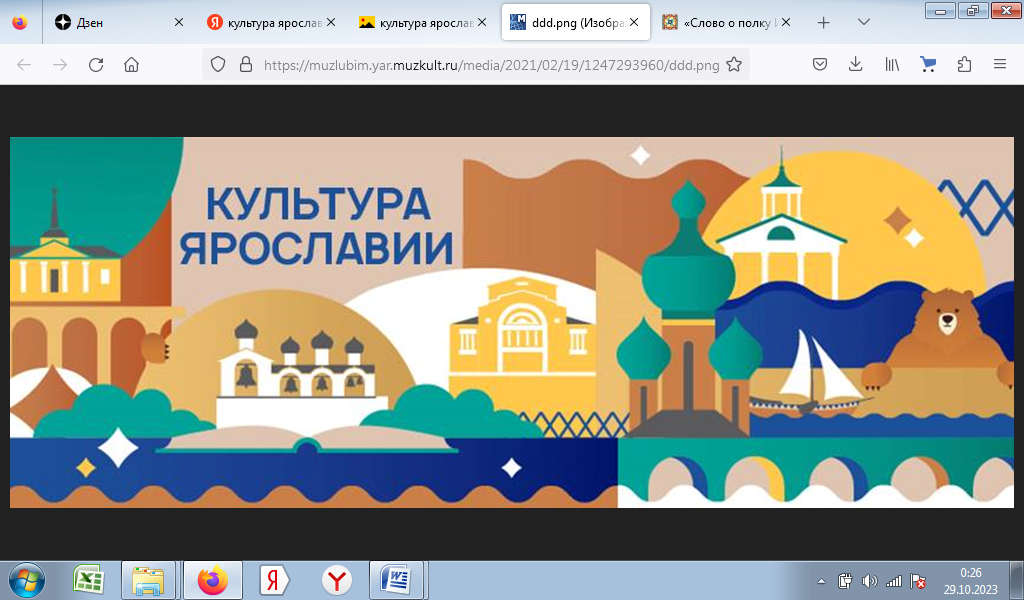 Дзен
культура ярослав
культура ярослав
ddd.png (Изобра
«Слово о полку
https://muzlubim.yar.muzkult.ru/media/2021/02/19/1247293960/ddd.png
КУЛЬТУРА
ЯРОСЛАВИИ
0:26
29.10.2023